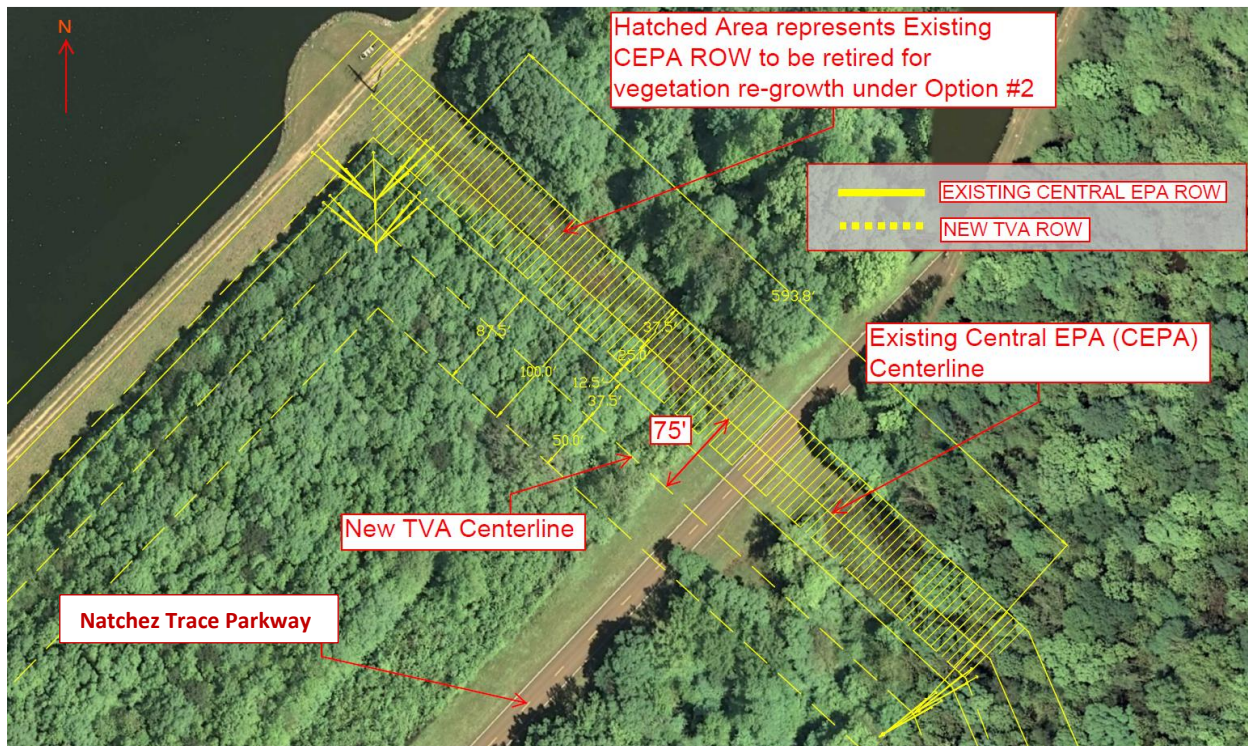 N
Hatched Area represents Existing
CEPA ROW to be retired for
vegetation re-growth under Option #2
EXISTING CENTRAL EPA ROW
NEW TVA ROW
593.8'
Existing Central EPA (CEPA)
Centerline
37.5'
25.0'
87.5'
100.0'
12.5'
37.5'
50.0'
75'
New TVA Centerline
Natchez Trace Parkway